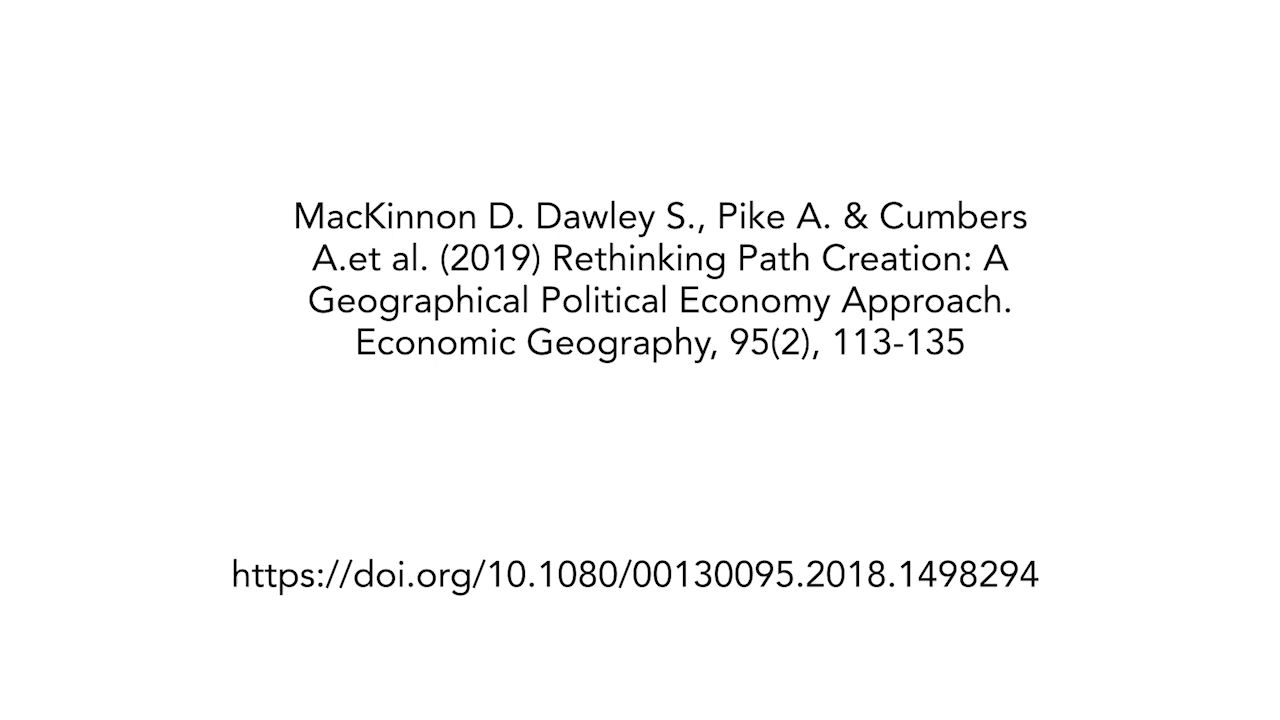 MacKinnon D. Dawley S., Pike A. & Cumbers
A.et al. (2019) Rethinking Path Creation: A
Geographical Political Economy Approach.
Economic Geography, 95(2), 113-135
https://doi.org/10.1080/00130095.2018.1498294